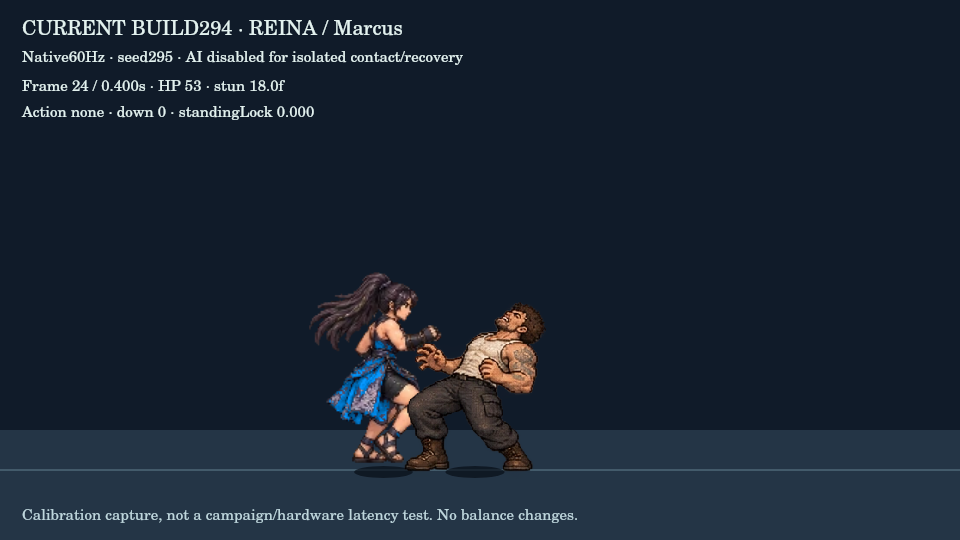 CURRENT BUILD294 · REINA / Marcus
Native60Hz · seed295 · AI disabled for isolated contact/recovery
Frame 24 / 0.400s · HP 53 · stun 18.0f
Action none · down 0 · standingLock 0.000
Calibration capture, not a campaign/hardware latency test. No balance changes.